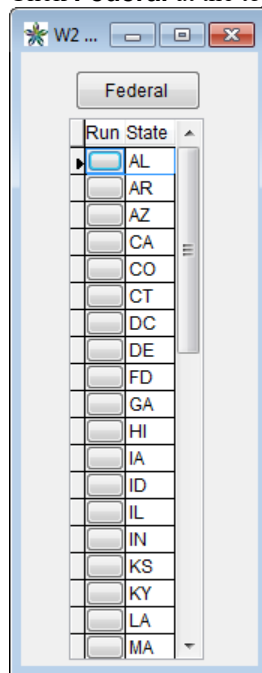 W2 ...
Federal
Run State
AL
AR
AZ
CA
CO
CT
DC
DE
FD
GA
HI
IA
ID
IL
IN
KS
KY
LA
MA